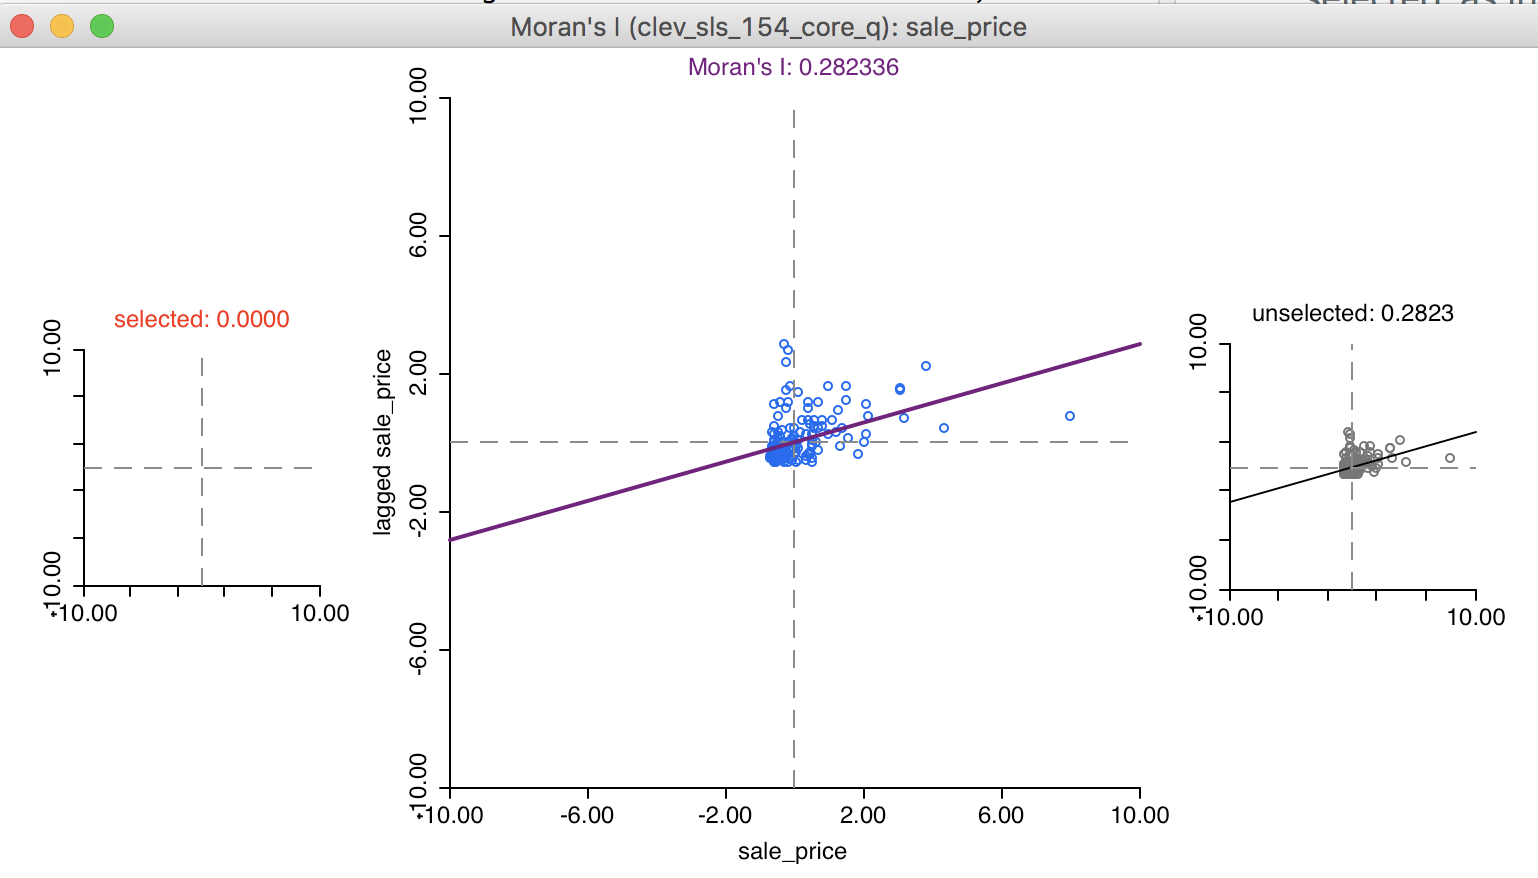 Moran's I (clev_sls_154_core_q): sale_price
Moran's I: 0.282336
selected: 0.0000
10.00
-10.00
-10.00 10.00
lagged sale_price
10.00
6.00
2.00
-2.00
-6.00
-10.00
-10.00 -6.00 -2.00 2.00 6.00 10.00
sale_price
unselected: 0.2823
10.00
-10.00
-10.00 10.00